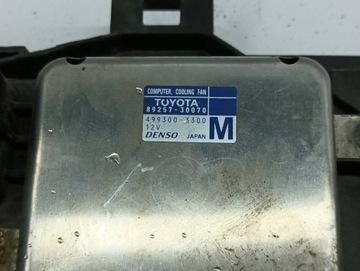 COMPUTER, COOLING FAN
TOYOTA
89257-30070
499300-3300
12V
DENSO JAPAN
M